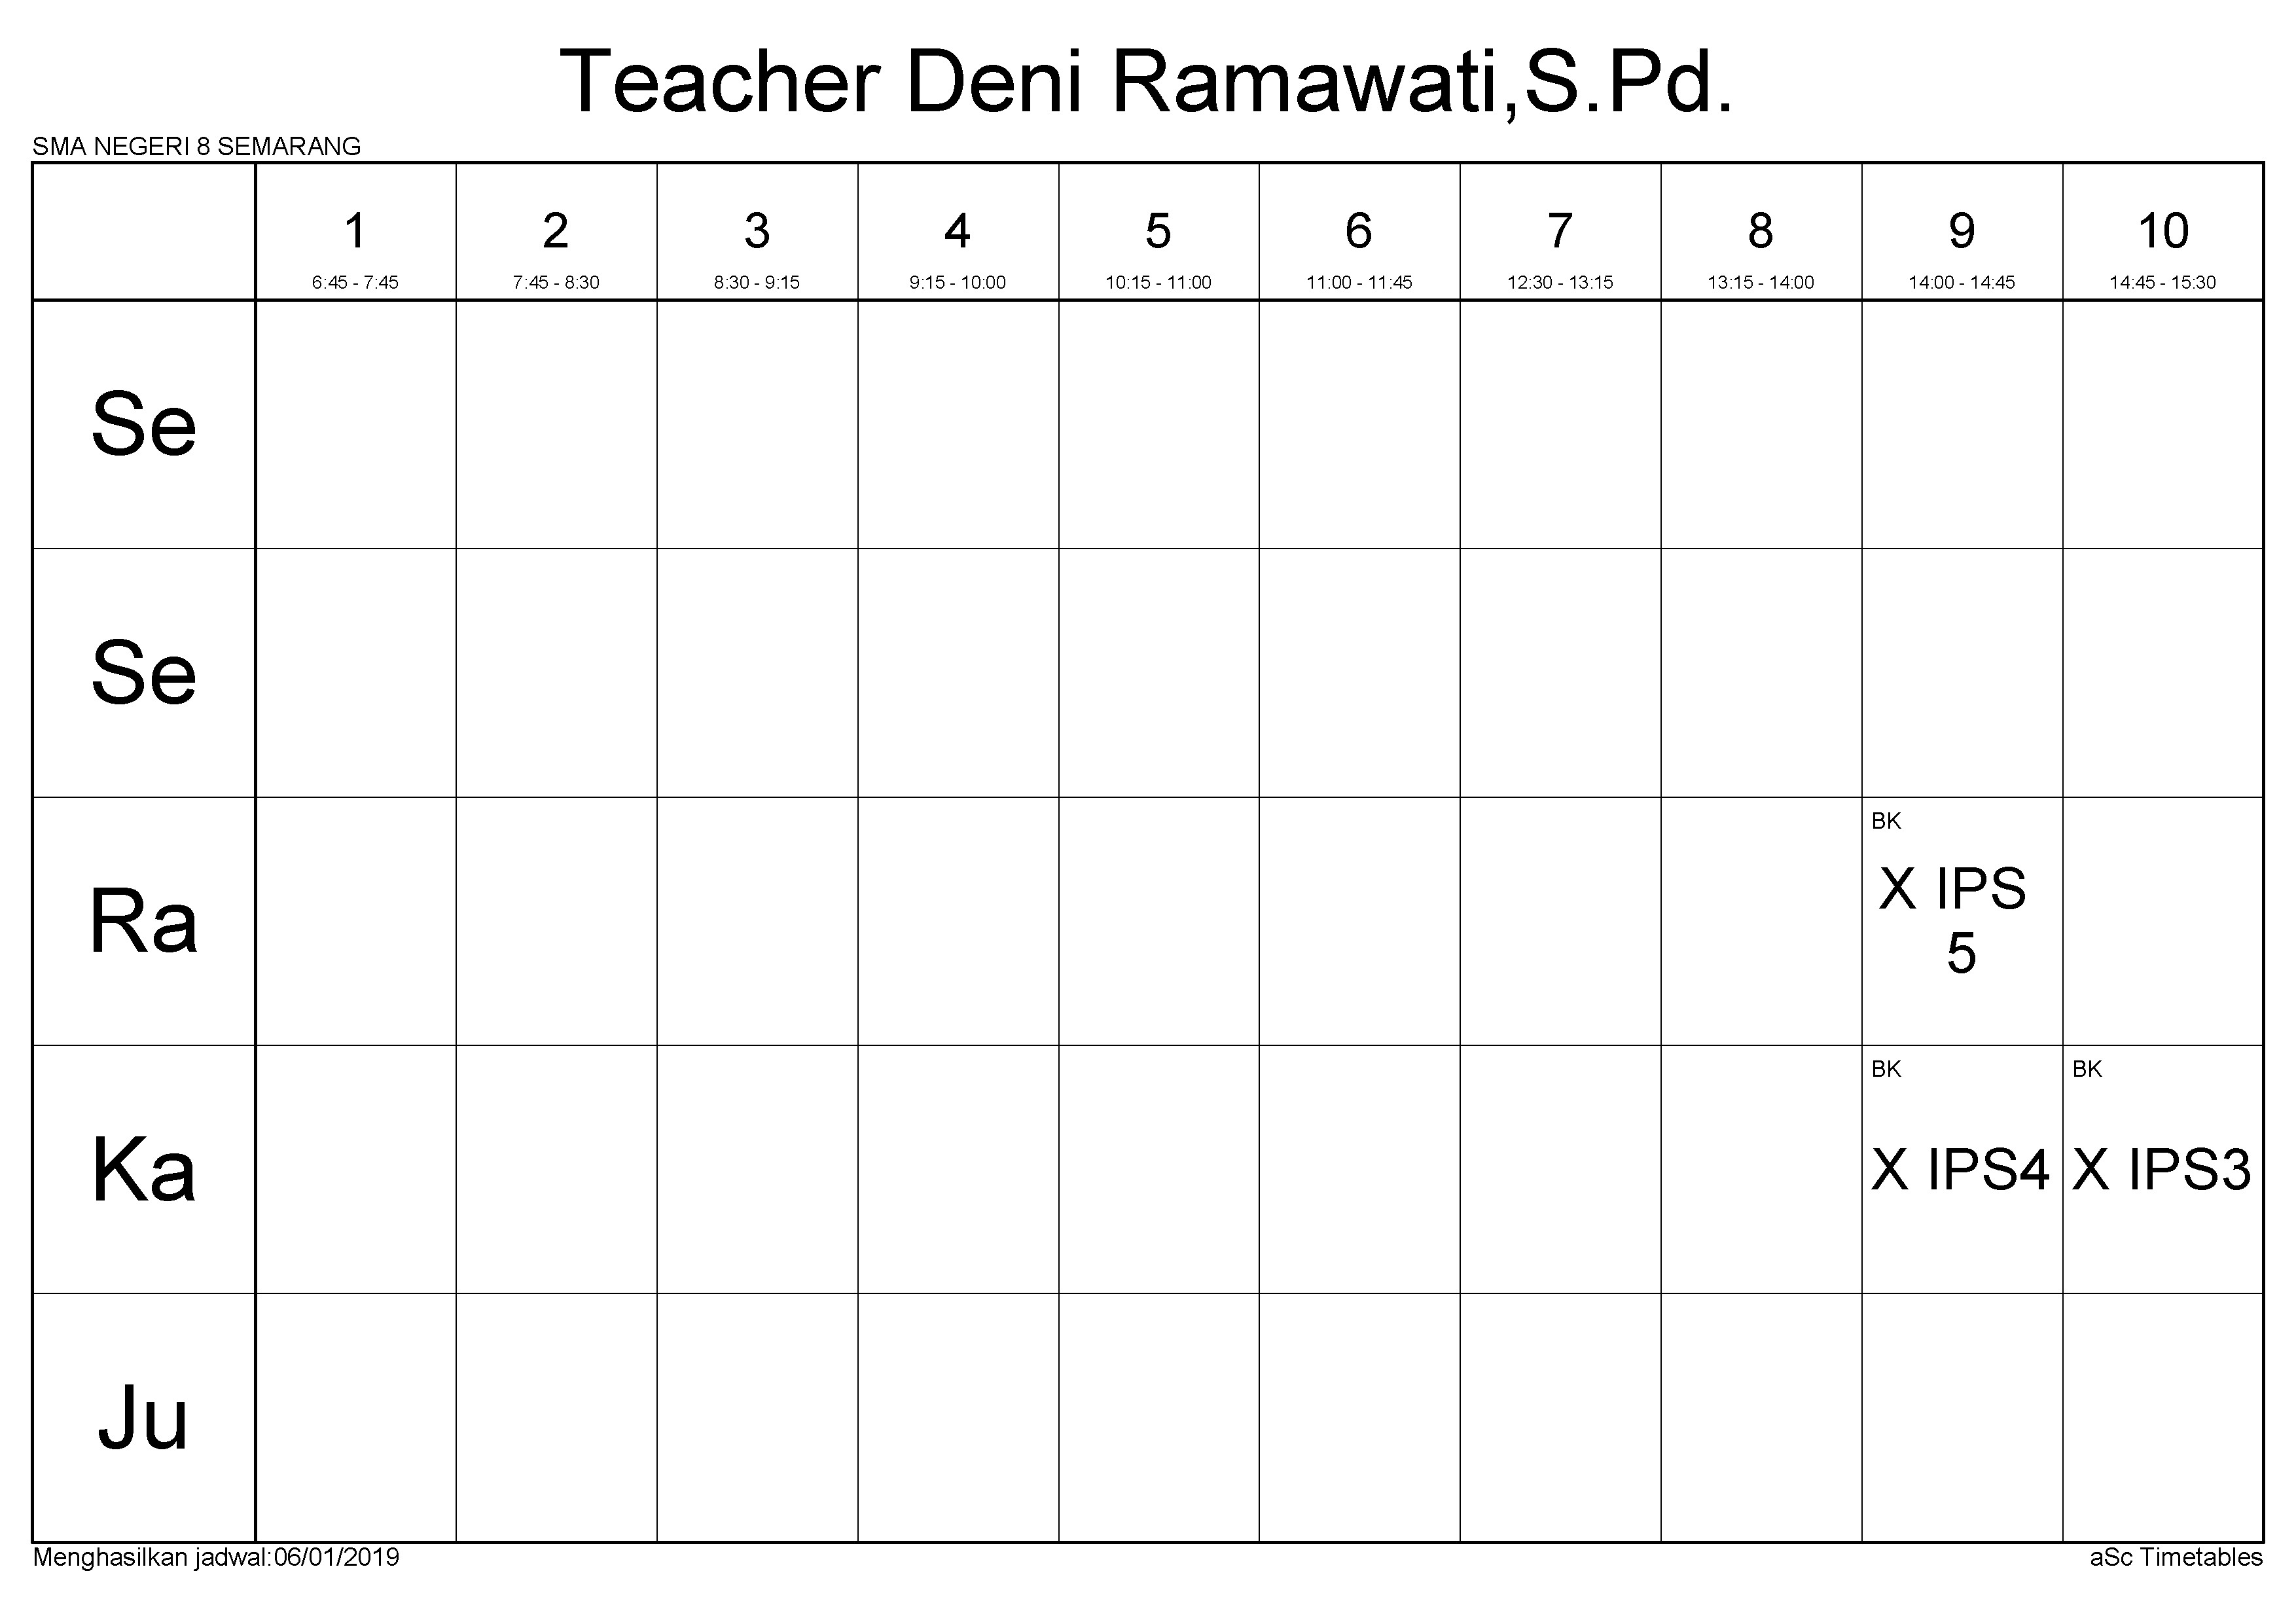 Teacher Deni Ramawati,S.Pd.
SMA NEGERI 8 SEMARANG
1 2 3 4 5 6 7 8 9 10
6:45 - 7:45 7:45 - 8:30 8:30 - 9:15 9:15 - 10:00 10:15 - 11:00 11:00 - 11:45 12:30 - 13:15 13:15 - 14:00 14:00 - 14:45 14:45 - 15:30
Se
Se
Ra
BK
X IPS
5
Ka
BK BK
X IPS4 X IPS3
Ju
Menghasilkan jadwal:06/01/2019 aSc Timetables